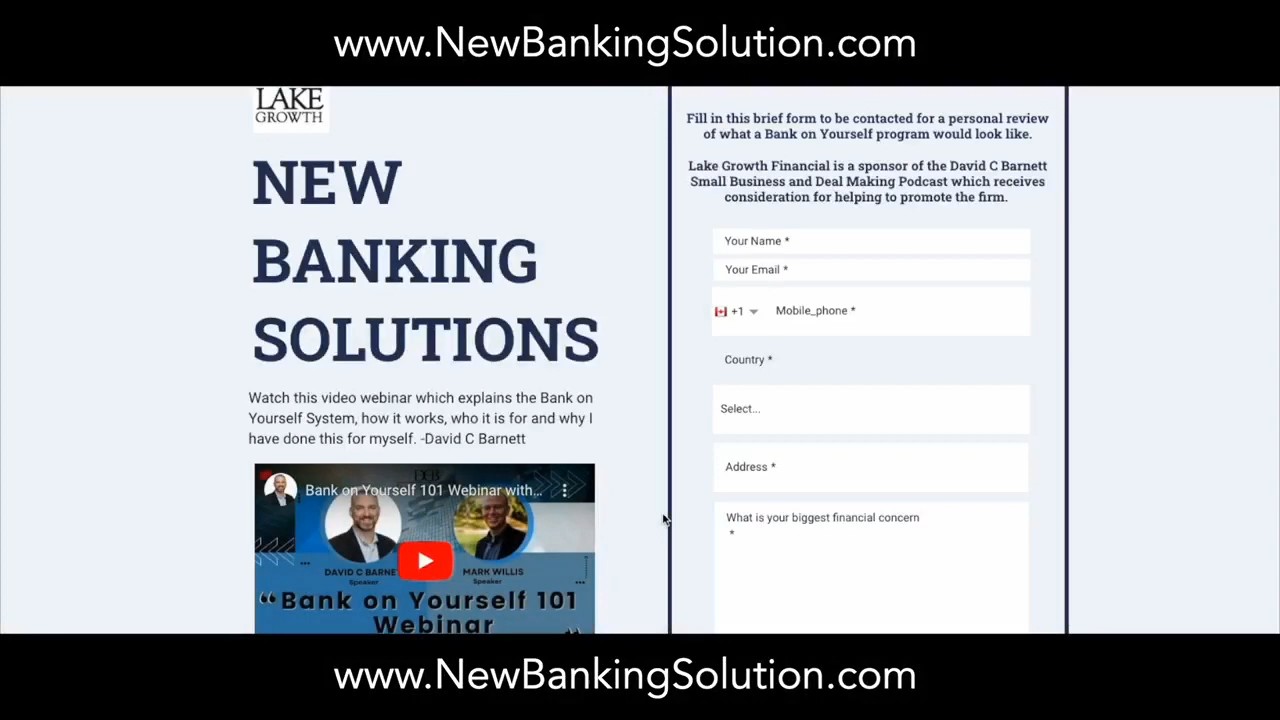 www.NewBankingSolution.com
LAKE
GROWTH
NEW
BANKING
SOLUTIONS
Watch this video webinar which explains the Bank on
Yourself System, how it works, who it is for and why I
have done this for myself. -David C Barnett
Bank on Yourself 101 Webinar with...
DAVID C BARNE
Speaker
MARK WILLIS
Speaker
“Bank on Yourself 101
Webinar
Fill in this brief form to be contacted for a personal review
of what a Bank on Yourself program would look like.
Lake Growth Financial is a sponsor of the David C Barnett
Small Business and Deal Making Podcast which receives
consideration for helping to promote the firm.
Your Name *
Your Email *
+1 Mobile_phone *
Country *
Select...
Address *
What is your biggest financial concern
*
www.NewBankingSolution.com